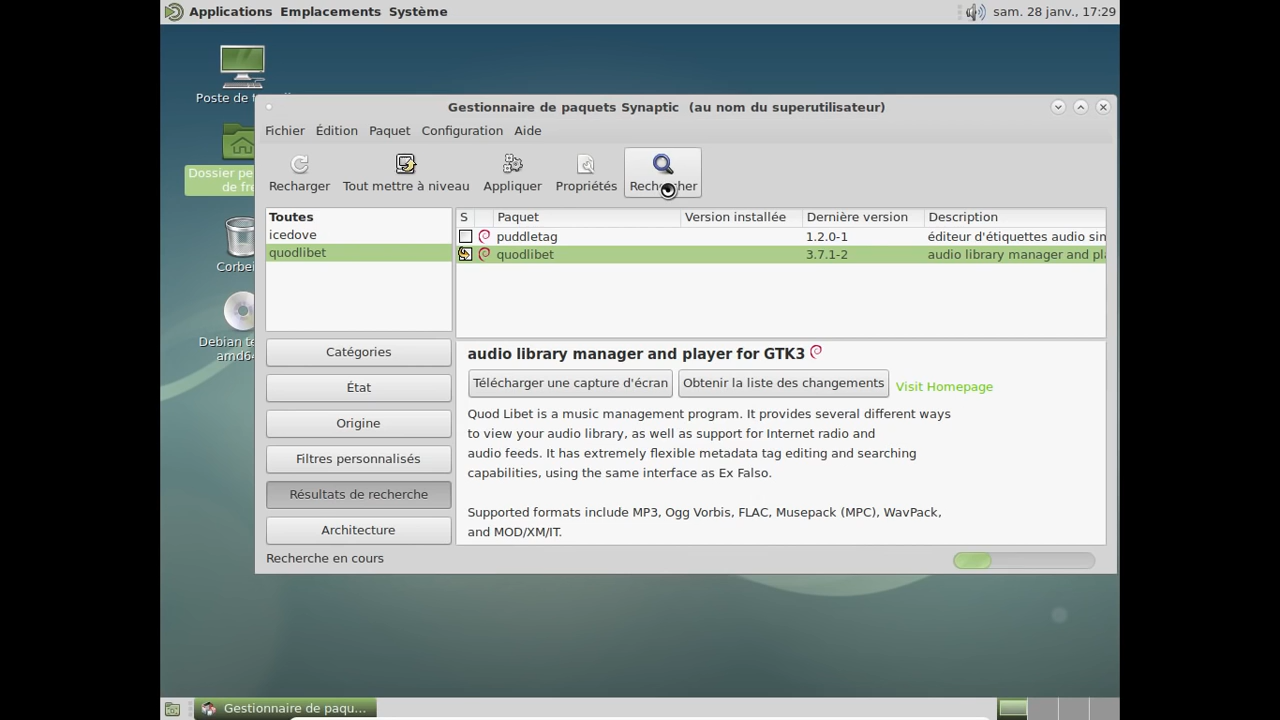 Applications Emplacements Système
sam. 28 janv., 17:29
Poste de
Dossier
de
Debian
Gestionnaire de paquets Synaptic (au nom du superutilisateur)
Fichier Édition Paquet Configuration Aide
Recharger Tout mettre à niveau Appliquer Propriétés Rechercher
Toutes
icedove
quodlibet
S Paquet Version installée Dernière version Description
puddletag 1.2.0-1 éditeur d'étiquettes audio
quodlibet 3.7.1-2 audio library manager and
Catégories
État
Origine
Filtres personnalisés
Résultats de recherche
Architecture
audio library manager and player for GTK3
Télécharger une capture d'écran Obtenir la liste des changements Visit Homepage
Quod Libet is a music management program. It provides several different ways
to view your audio library, as well as support for Internet radio and
audio feeds. It has extremely flexible metadata tag editing and searching
capabilities, using the same interface as Ex Falso.
Supported formats include MP3, Ogg Vorbis, FLAC, Musepack (MPC), WavPack,
and MOD/XM/IT.
Recherche en cours
Gestionnaire de paqu...